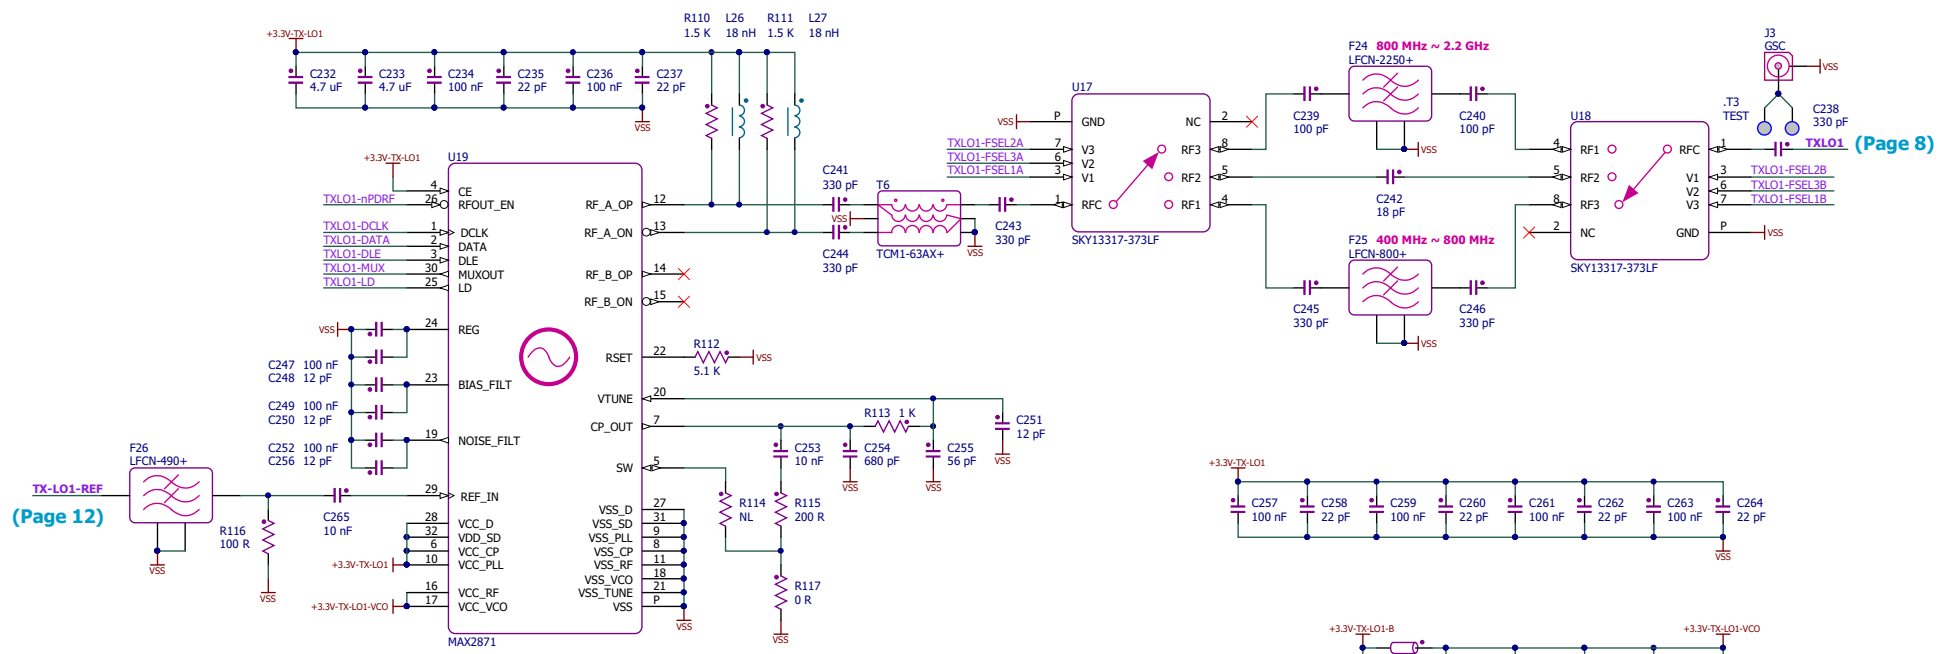 +3.3V-TX-LO1
C232
4.7 uF
C233
4.7 uF
C234
100 nF
C235
22 pF
C236
100 nF
C237
22 pF
VSS
R110
1.5 K
L26
18 nH
R111
1.5 K
L27
18 nH
+3.3V-TX-LO1
U19
4 CE
TXLO1-nPDRF 26 RFOUT_EN
TXLO1-DCLK 1 DCLK
TXLO1-DATA 2 DATA
TXLO1-DLE 3 DLE
TXLO1-MUX 30 MUXOUT
TXLO1-LD 25 LD
VSS 24 REG
C247 100 nF
C248 12 pF
23 BIAS_FILT
C249 100 nF
C250 12 pF
19 NOISE_FILT
C252 100 nF
C256 12 pF
F26
LFCN-490+
TX-LO1-REF
(Page 12)
VSS
R116
100 R
VSS
C265
10 nF
29 REF_IN
28 VCC_D
32 VDD_SD
6 VCC_CP
+3.3V-TX-LO1 10 VCC_PLL
16 VCC_RF
+3.3V-TX-LO1-VCO 17 VCC_VCO
MAX2871
RF_A_OP 12
RF_A_ON 13
RF_B_OP 14
RF_B_ON 15
RSET 22
R112
5.1 K
VSS
VTUNE 20
CP_OUT 7
SW 5
VSS_D 27
VSS_SD 31
VSS_PLL 9
VSS_CP 8
VSS_RF 11
VSS_VCO 18
VSS_TUNE 21
VSS P
VSS
R113 1 K
C251
12 pF
VSS
C253
10 nF
C254
680 pF
VSS
C255
56 pF
VSS
R114
NL
R115
200 R
R117
0 R
VSS
C241
330 pF
VSS
C244
330 pF
T6
TCM1-63AX+
VSS
C243
330 pF
U17
VSS P GND
TXLO1-FSEL2A 7 V3
TXLO1-FSEL3A 6 V2
TXLO1-FSEL1A 3 V1
1 RFC
NC 2
RF3 8
RF2 5
RF1 4
SKY13317-373LF
F24 800 MHz ~ 2.2 GHz
LFCN-2250+
C239
100 pF
C240
100 pF
VSS
C242
18 pF
F25 400 MHz ~ 800 MHz
LFCN-800+
C245
330 pF
C246
330 pF
VSS
U18
4 RF1
5 RF2
8 RF3
2 NC
RFC 1
V1 3 TXLO1-FSEL2B
V2 6 TXLO1-FSEL3B
V3 7 TXLO1-FSEL1B
GND P VSS
SKY13317-373LF
J3
GSC
VSS
.T3
TEST
C238
330 pF
TXLO1 (Page 8)
+3.3V-TX-LO1
C257
100 nF
C258
22 pF
C259
100 nF
C260
22 pF
C261
100 nF
C262
22 pF
C263
100 nF
C264
22 pF
VSS
+3.3V-TX-LO1-B
+3.3V-TX-LO1-VCO